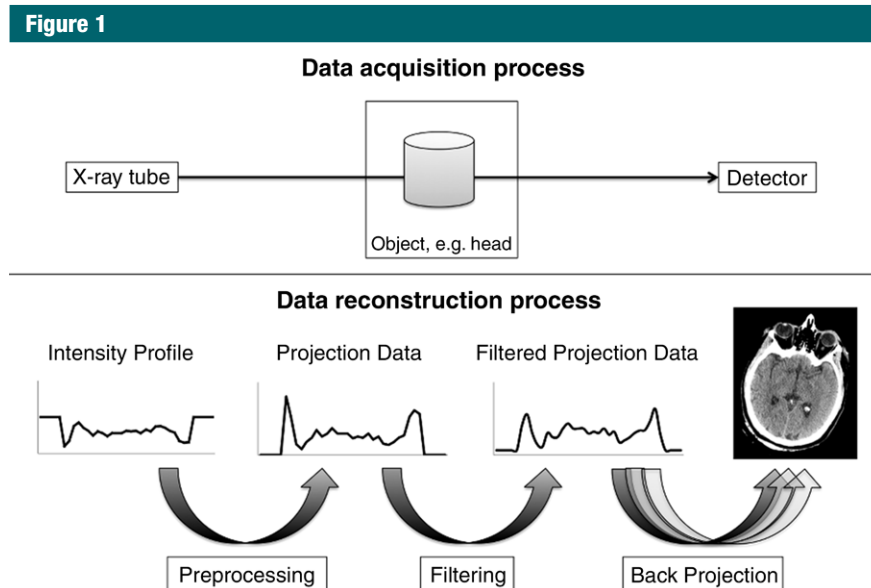 Figure 1
Data acquisition process
X-ray tube
Detector
Object, e.g. head
Data reconstruction process
Intensity Profile
Projection Data
Filtered Projection Data
Preprocessing
Filtering
Back Projection